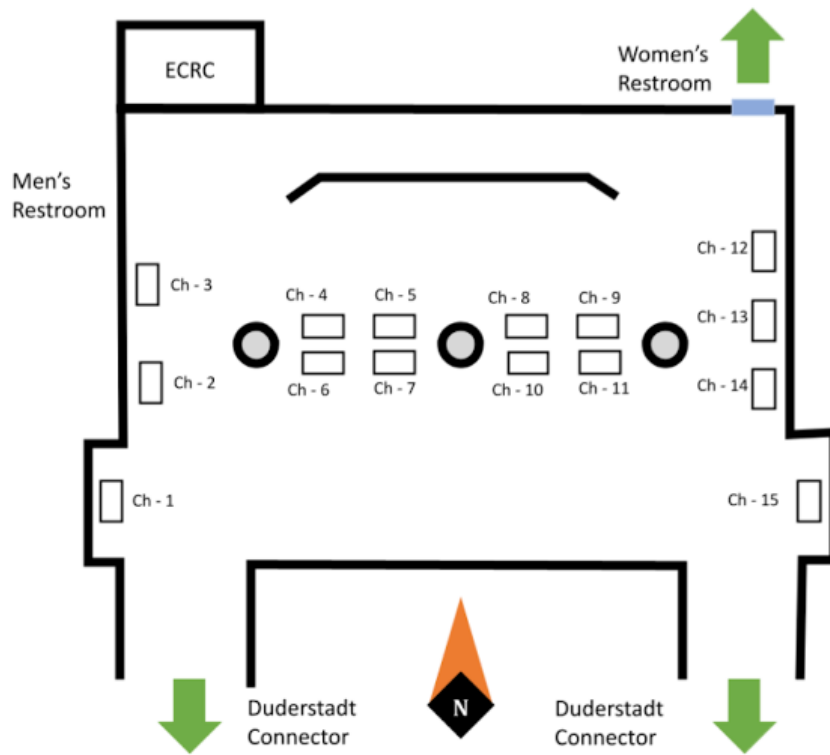 Women's
Restroom
ECRC
Men's
Restroom
Ch - 12
Ch - 3
Ch - 4
Ch - 5
Ch - 8
Ch - 9
Ch - 13
Ch - 2
Ch - 6
Ch - 7
Ch - 10
Ch - 11
Ch - 14
Ch - 1
Ch - 15
N
Duderstadt
Connector
Duderstadt
Connector